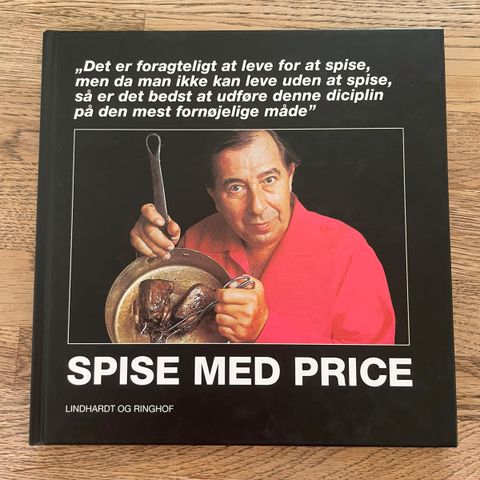 „Det er foragteligt at leve for at spise,
men da man ikke kan leve uden at spise,
så er det bedst at udføre denne diciplin
på den mest fornøjelige måde”
SPISE MED PRICE
LINDHARDT OG RINGHOF